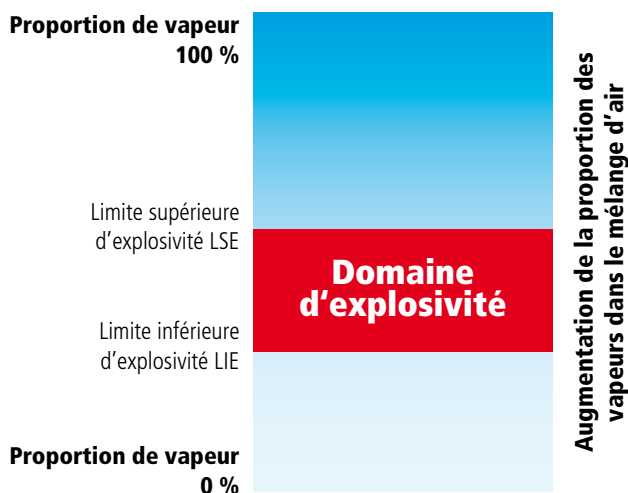 Proportion de vapeur
100 %
Limite supérieure
d’explosivité LSE
Domaine
d‘explosivité
Limite inférieure
d’explosivité LIE
Proportion de vapeur
0 %
Augmentation de la proportion des
vapeurs dans le mélange d’air